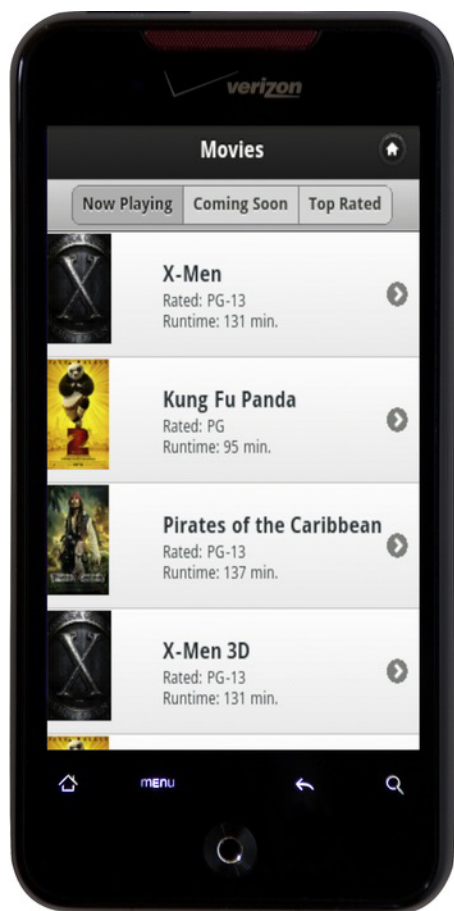 verizon
Movies
Now Playing Coming Soon Top Rated
X-Men
Rated: PG-13
Runtime: 131 min.
Kung Fu Panda
Rated: PG
Runtime: 95 min.
2
Pirates of the Caribbean
Rated: PG-13
Runtime: 137 min.
X-Men 3D
Rated: PG-13
Runtime: 131 min.
MENU